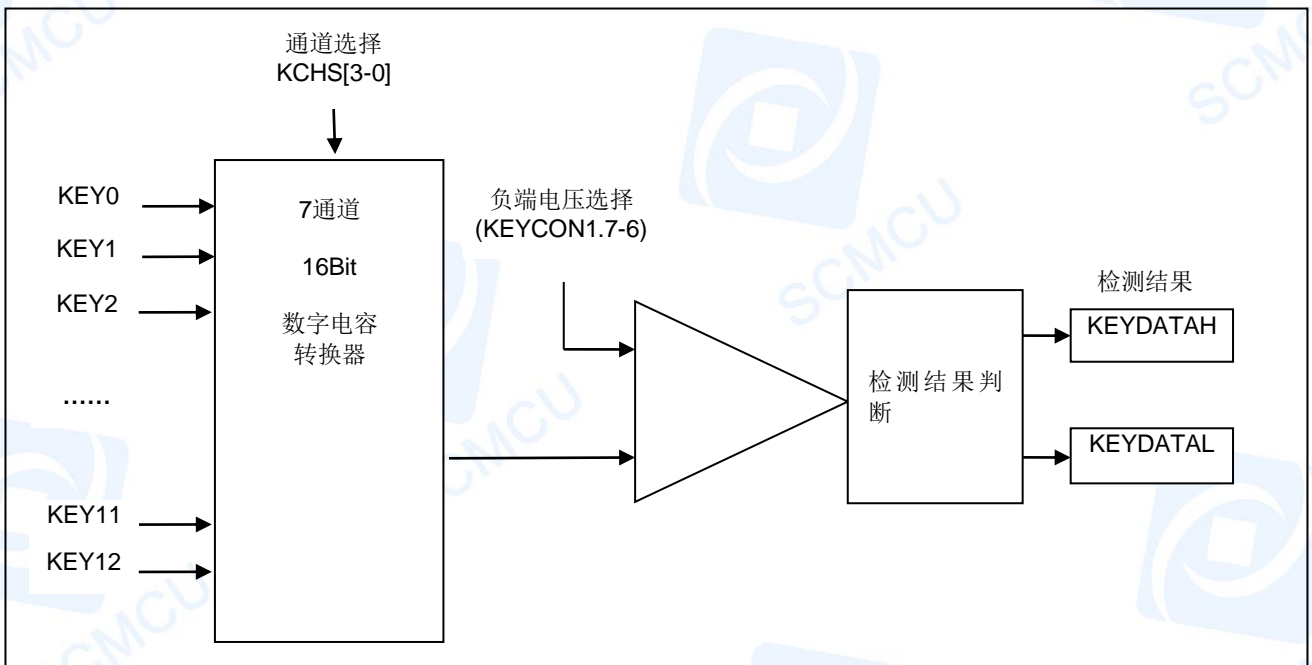 通道选择
KCHS[3-0]
KEY0
KEY1
KEY2
......
KEY11
KEY12
7通道
16Bit
数字电容
转换器
负端电压选择
(KEYCON1.7-6)
检测结果判
断
检测结果
KEYDATAH
KEYDATAL
SCMCU
SCMCU
SCMCU
SCMCU
SCMCU